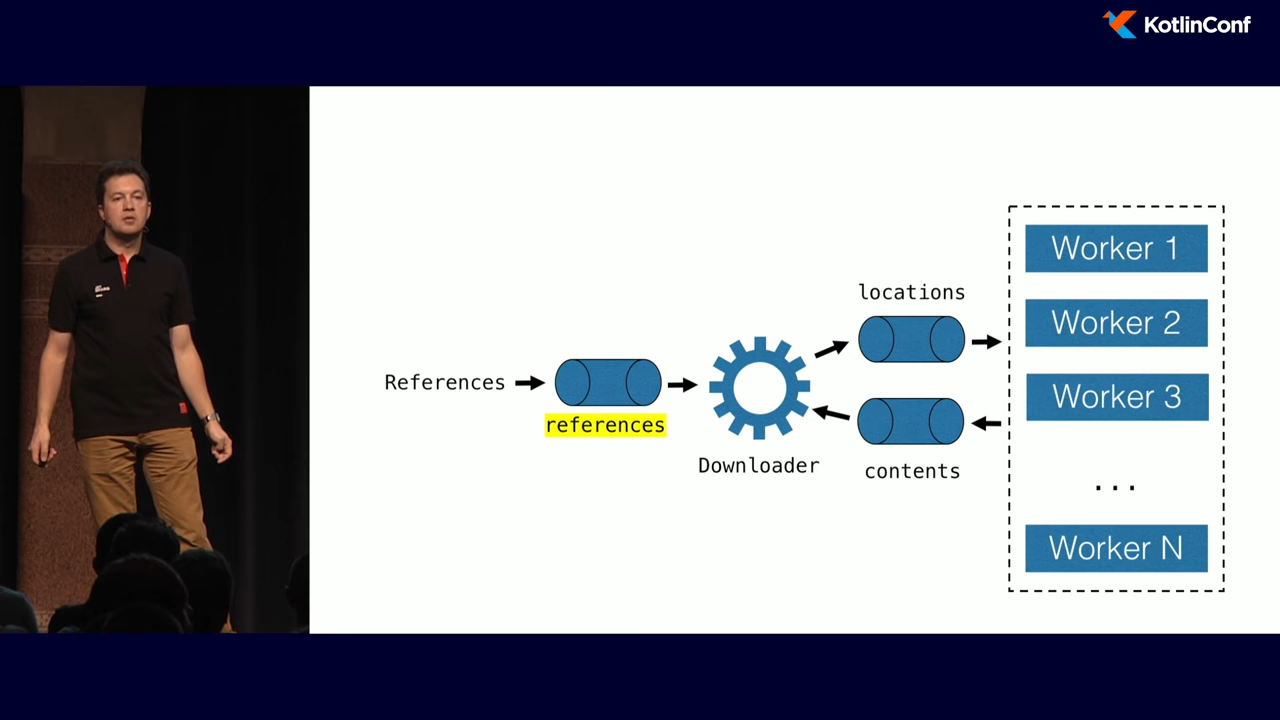 KotlinConf
References
references
Downloader
locations
contents
Worker 1
Worker 2
Worker 3
...
Worker N